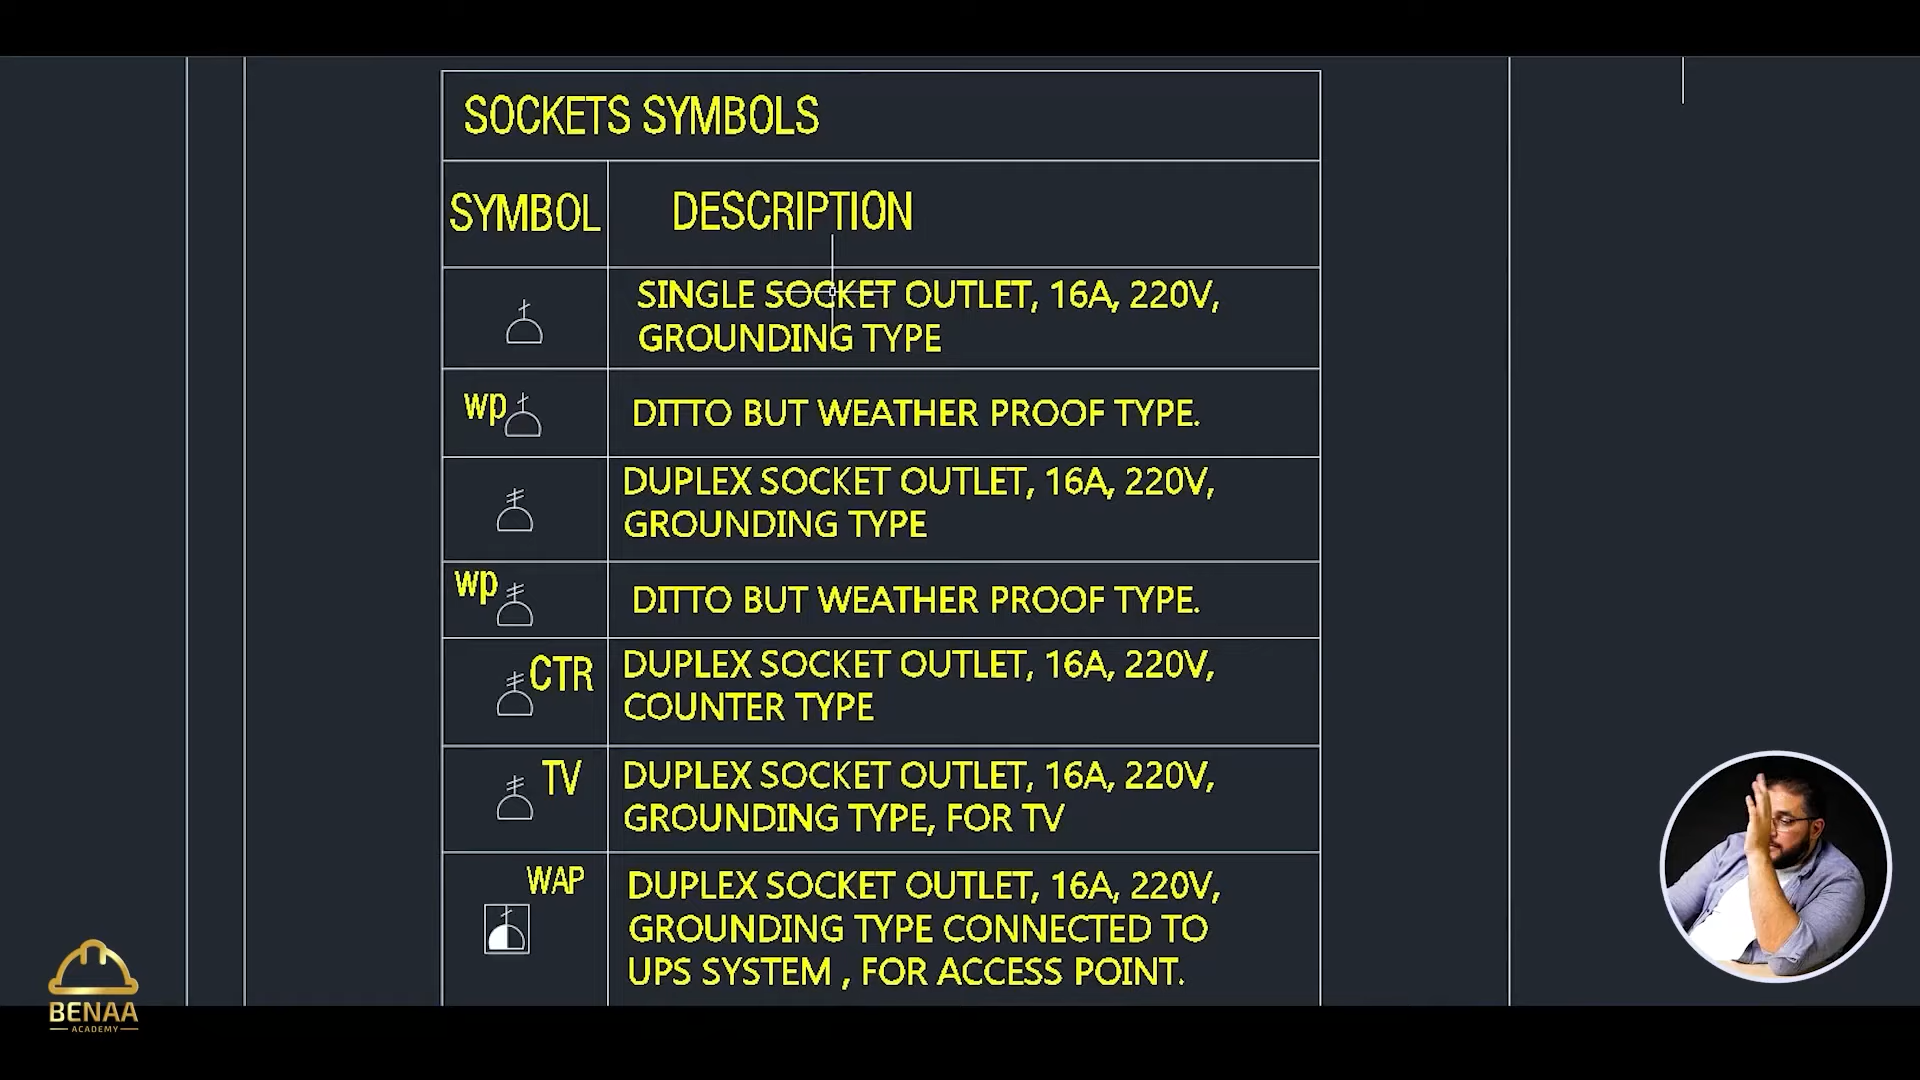 SOCKETS SYMBOLS
SYMBOL DESCRIPTION
SINGLE SOCKET OUTLET, 16A, 220V,
GROUNDING TYPE
wp DITTO BUT WEATHER PROOF TYPE.
DUPLEX SOCKET OUTLET, 16A, 220V,
GROUNDING TYPE
wp DITTO BUT WEATHER PROOF TYPE.
CTR DUPLEX SOCKET OUTLET, 16A, 220V,
COUNTER TYPE
TV DUPLEX SOCKET OUTLET, 16A, 220V,
GROUNDING TYPE, FOR TV
WAP DUPLEX SOCKET OUTLET, 16A, 220V,
GROUNDING TYPE CONNECTED TO
UPS SYSTEM , FOR ACCESS POINT.
BENAA
ACADEMY